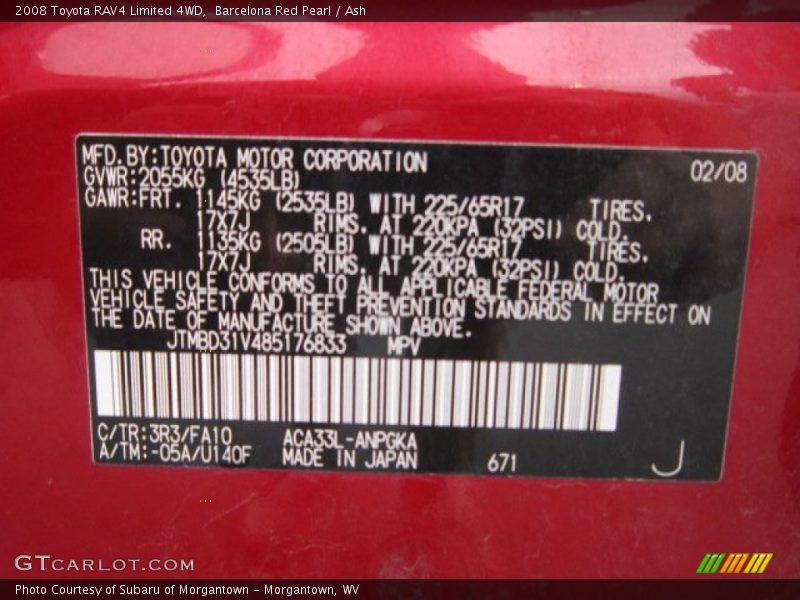 2008 Toyota RAV4 Limited 4WD,  Barcelona Red Pearl / Ash
MFD.BY:TOYOTA MOTOR CORPORATION 02/08
GVWR:2055KG (4535LB)
GAWR:FRT. 1145KG (2535LB) WITH 225/65R17 TIRES.
17X7J RIMS. AT 220KPA (32PSI) COLD.
RR. 1135KG (2505LB) WITH 225/65R17 TIRES.
17X7J RIMS. AT 220KPA (32PSI) COLD.
THIS VEHICLE CONFORMS TO ALL APPLICABLE FEDERAL MOTOR
VEHICLE SAFETY AND THEFT PREVENTION STANDARDS IN EFFECT ON
THE DATE OF MANUFACTURE SHOWN ABOVE.
JTMBD31V485176833 MPV
C/TR:3R3/FA10 ACA33L-ANPGKA
A/TM:-05A/U140F MADE IN JAPAN 671 J
GTCARLOT.COM
Photo Courtesy of Subaru of Morgantown - Morgantown, WV